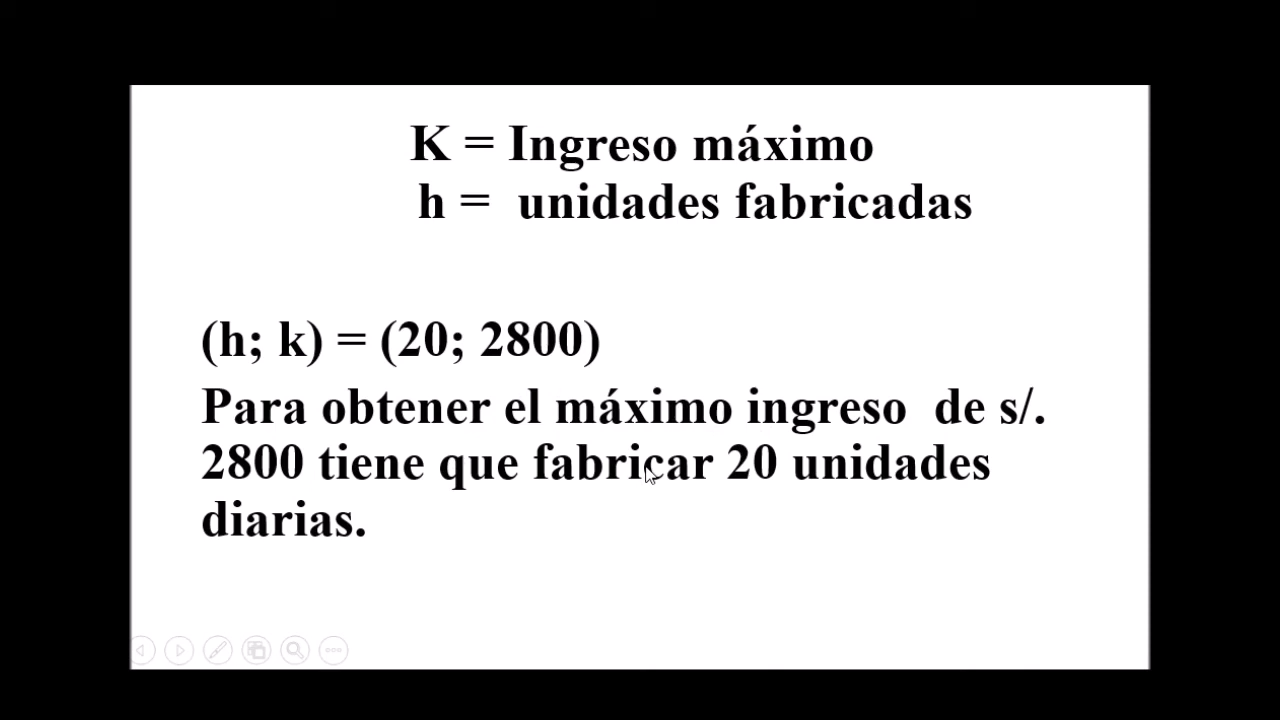 K = Ingreso máximo
h = unidades fabricadas
(h; k) = (20; 2800)
Para obtener el máximo ingreso de s/.
2800 tiene que fabricar 20 unidades
diarias.